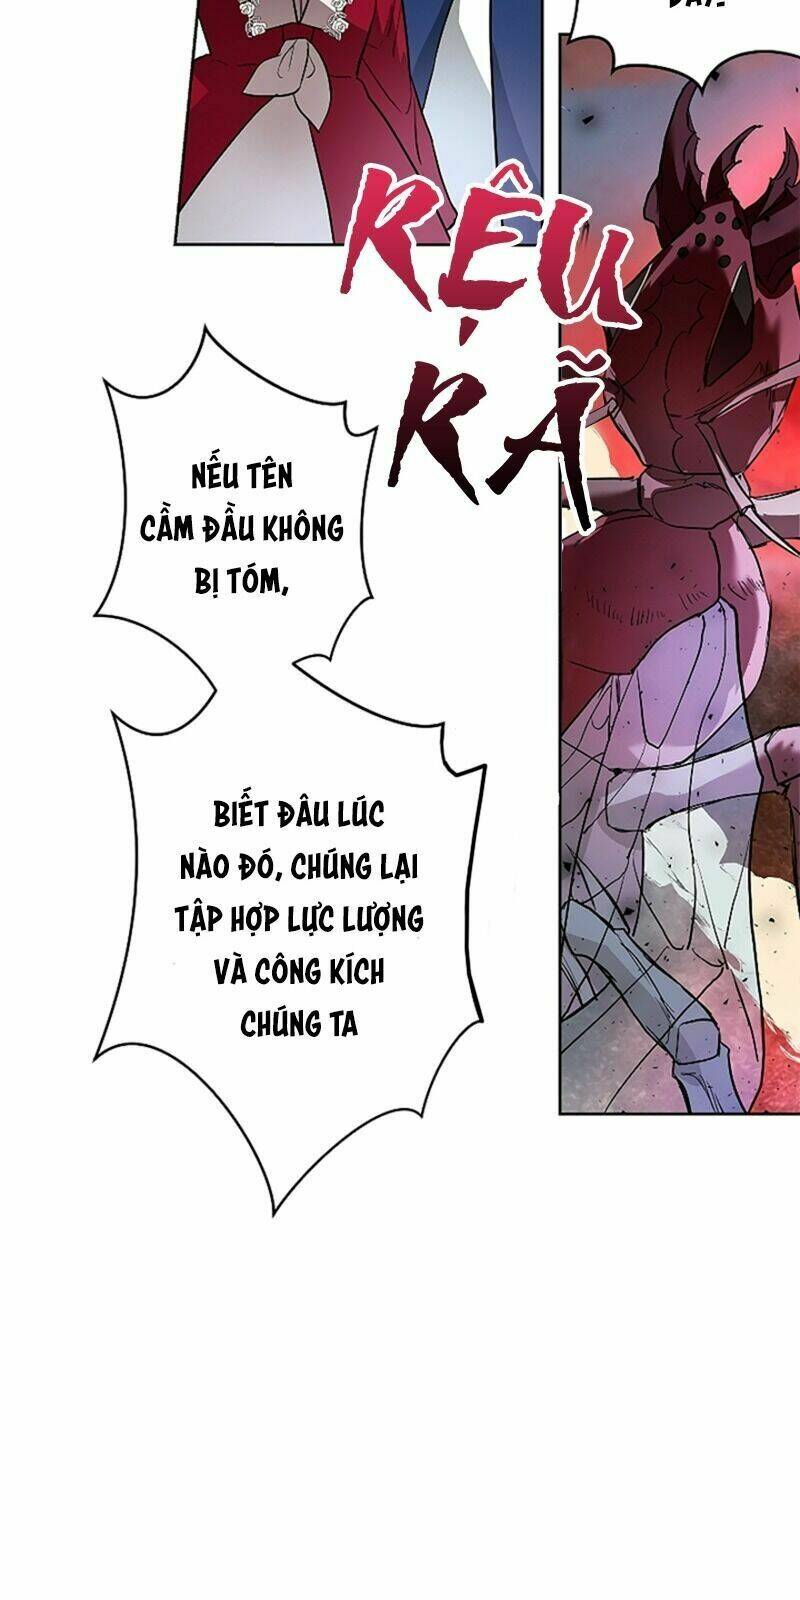 RỆU
RÃ
NẾU TÊN
CẦM ĐẦU KHÔNG
BỊ TÓM,
BIẾT ĐÂU LÚC
NÀO ĐÓ, CHÚNG LẠI
TẬP HỢP LỰC LƯỢNG
VÀ CÔNG KÍCH
CHÚNG TA